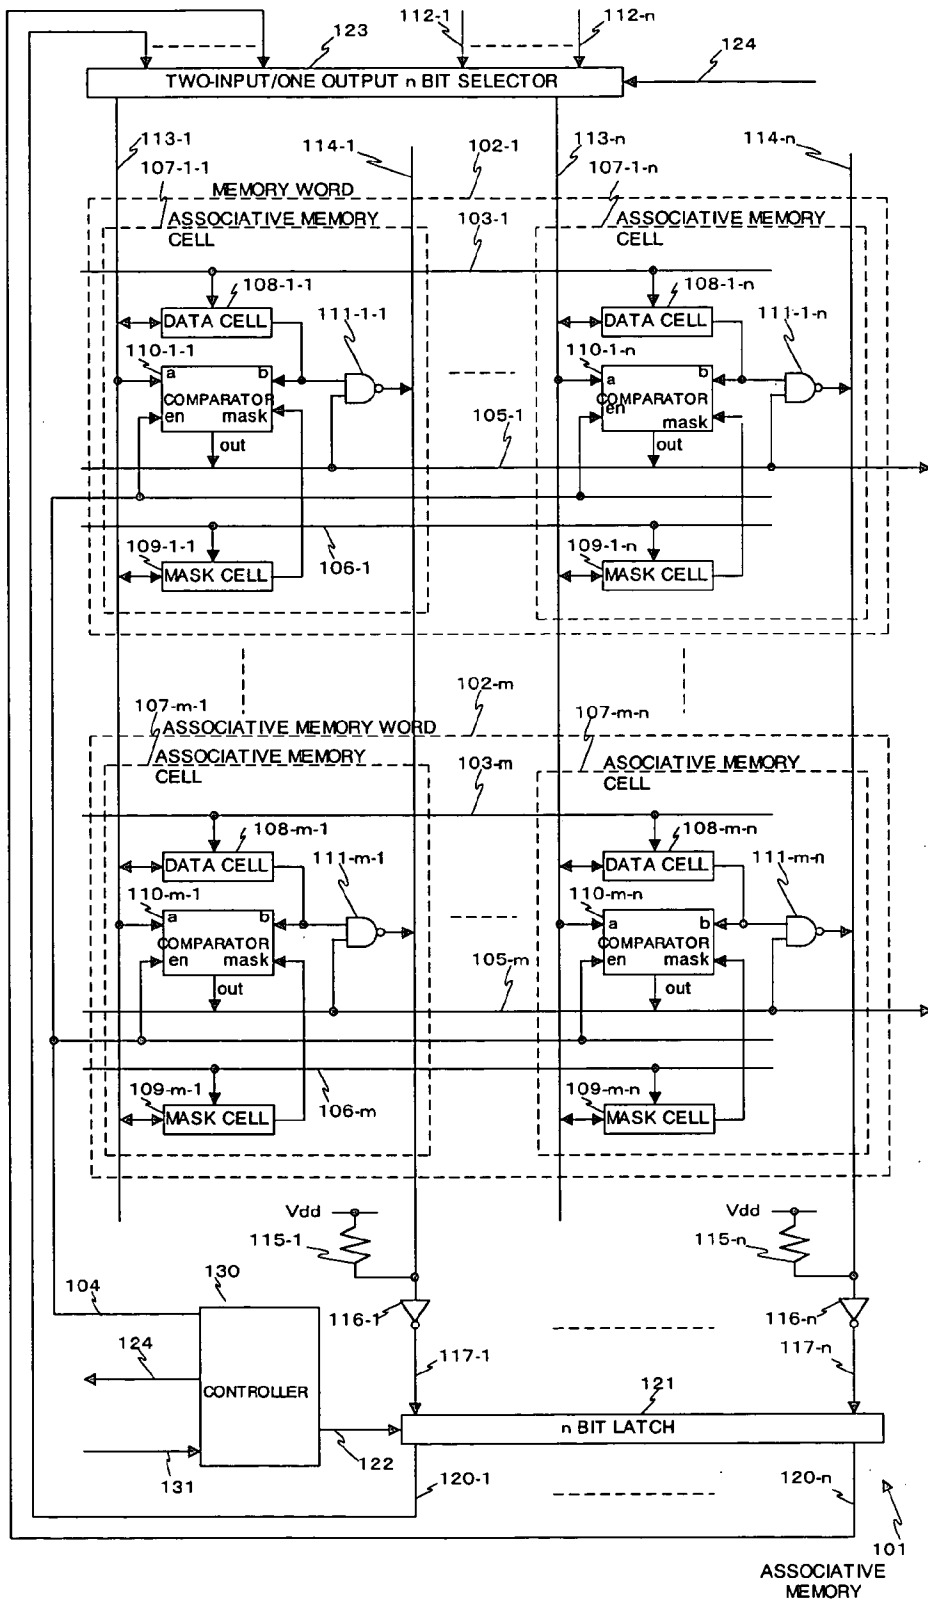 112-1 112-n
123
124
TWO-INPUT/ONE OUTPUT n BIT SELECTOR
113-1 114-1 113-n 114-n
107-1-1 102-1 107-1-n
MEMORY WORD
ASSOCIATIVE MEMORY CELL 103-1 ASSOCIATIVE MEMORY CELL
108-1-1 108-1-n
DATA CELL 111-1-1 DATA CELL 111-1-n
110-1-1 110-1-n
a b a b
COMPARATOR COMPARATOR
en mask en mask
out 105-1 out
109-1-1 106-1 109-1-n
MASK CELL MASK CELL
107-m-1 102-m 107-m-n
ASSOCIATIVE MEMORY WORD
ASSOCIATIVE MEMORY CELL 103-m ASOCIATIVE MEMORY CELL
108-m-1 108-m-n
DATA CELL 111-m-1 DATA CELL 111-m-n
110-m-1 110-m-n
a b a b
COMPARATOR COMPARATOR
en mask en mask
out 105-m out
109-m-1 106-m 109-m-n
MASK CELL MASK CELL
Vdd Vdd
115-1 115-n
130
104 116-1 116-n
124 117-1 117-n
CONTROLLER
121
n BIT LATCH
131 122 120-1 120-n
101
ASSOCIATIVE
MEMORY